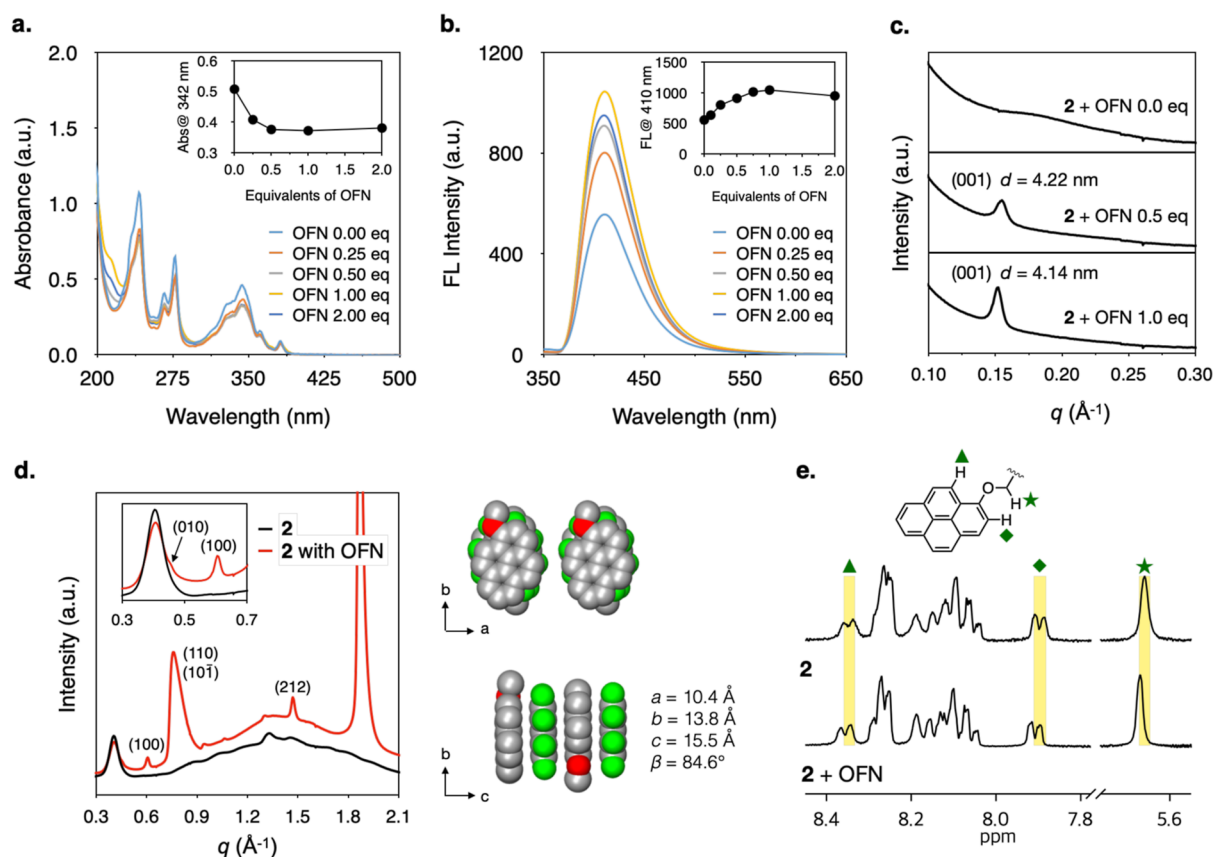 a.
2.0
1.5
1.0
0.5
0.0
Absrobance (a.u.)
200 275 350 425 500
Wavelength (nm)
0.6
0.5
0.4
0.3
Abs@ 342 nm
0.0 0.5 1.0 1.5 2.0
Equivalents of OFN
OFN 0.00 eq
OFN 0.25 eq
OFN 0.50 eq
OFN 1.00 eq
OFN 2.00 eq
b.
1200
900
600
300
0
FL Intensity (a.u.)
350 450 550 650
Wavelength (nm)
1500
1000
500
0
FL@ 410 nm
0.0 0.5 1.0 1.5 2.0
Equivalents of OFN
OFN 0.00 eq
OFN 0.25 eq
OFN 0.50 eq
OFN 1.00 eq
OFN 2.00 eq
c.
Intensity (a.u.)
2 + OFN 0.0 eq
(001) d = 4.22 nm
2 + OFN 0.5 eq
(001) d = 4.14 nm
2 + OFN 1.0 eq
0.10 0.15 0.20 0.25 0.30
q (Å-1)
d.
Intensity (a.u.)
(010)
(100)
0.3 0.5 0.7
2
2 with OFN
(110)
(101̄)
(100)
(212)
0.3 0.6 0.9 1.2 1.5 1.8 2.1
q (Å-1)
b
a
b
c
a = 10.4 Å
b = 13.8 Å
c = 15.5 Å
β = 84.6°
e.
H
O
H
H
2
2 + OFN
8.4 8.2 8.0 7.8 5.6
ppm